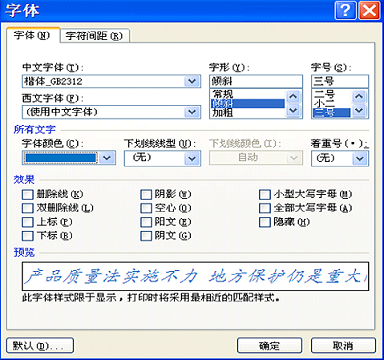 字体
字体(N) 字符间距(R)
中文字体(T): 字形(Y): 字号(S):
楷体_GB2312 倾斜 三号
西文字体(F): 常规 二号
(使用中文字体) 倾斜 小二
加粗 三号
所有文字
字体颜色(C): 下划线线型(U): 下划线颜色(I): 着重号(·):
(无) 自动 (无)
效果
删除线(K) 阴影(W) 小型大写字母(M)
双删除线(L) 空心(O) 全部大写字母(A)
上标(P) 阳文(E) 隐藏(H)
下标(B) 阴文(G)
预览
产品质量法实施不力 地方保护仍是重大
此字体样式限于显示，打印时将采用最相近的匹配样式。
默认(D)... 确定 取消